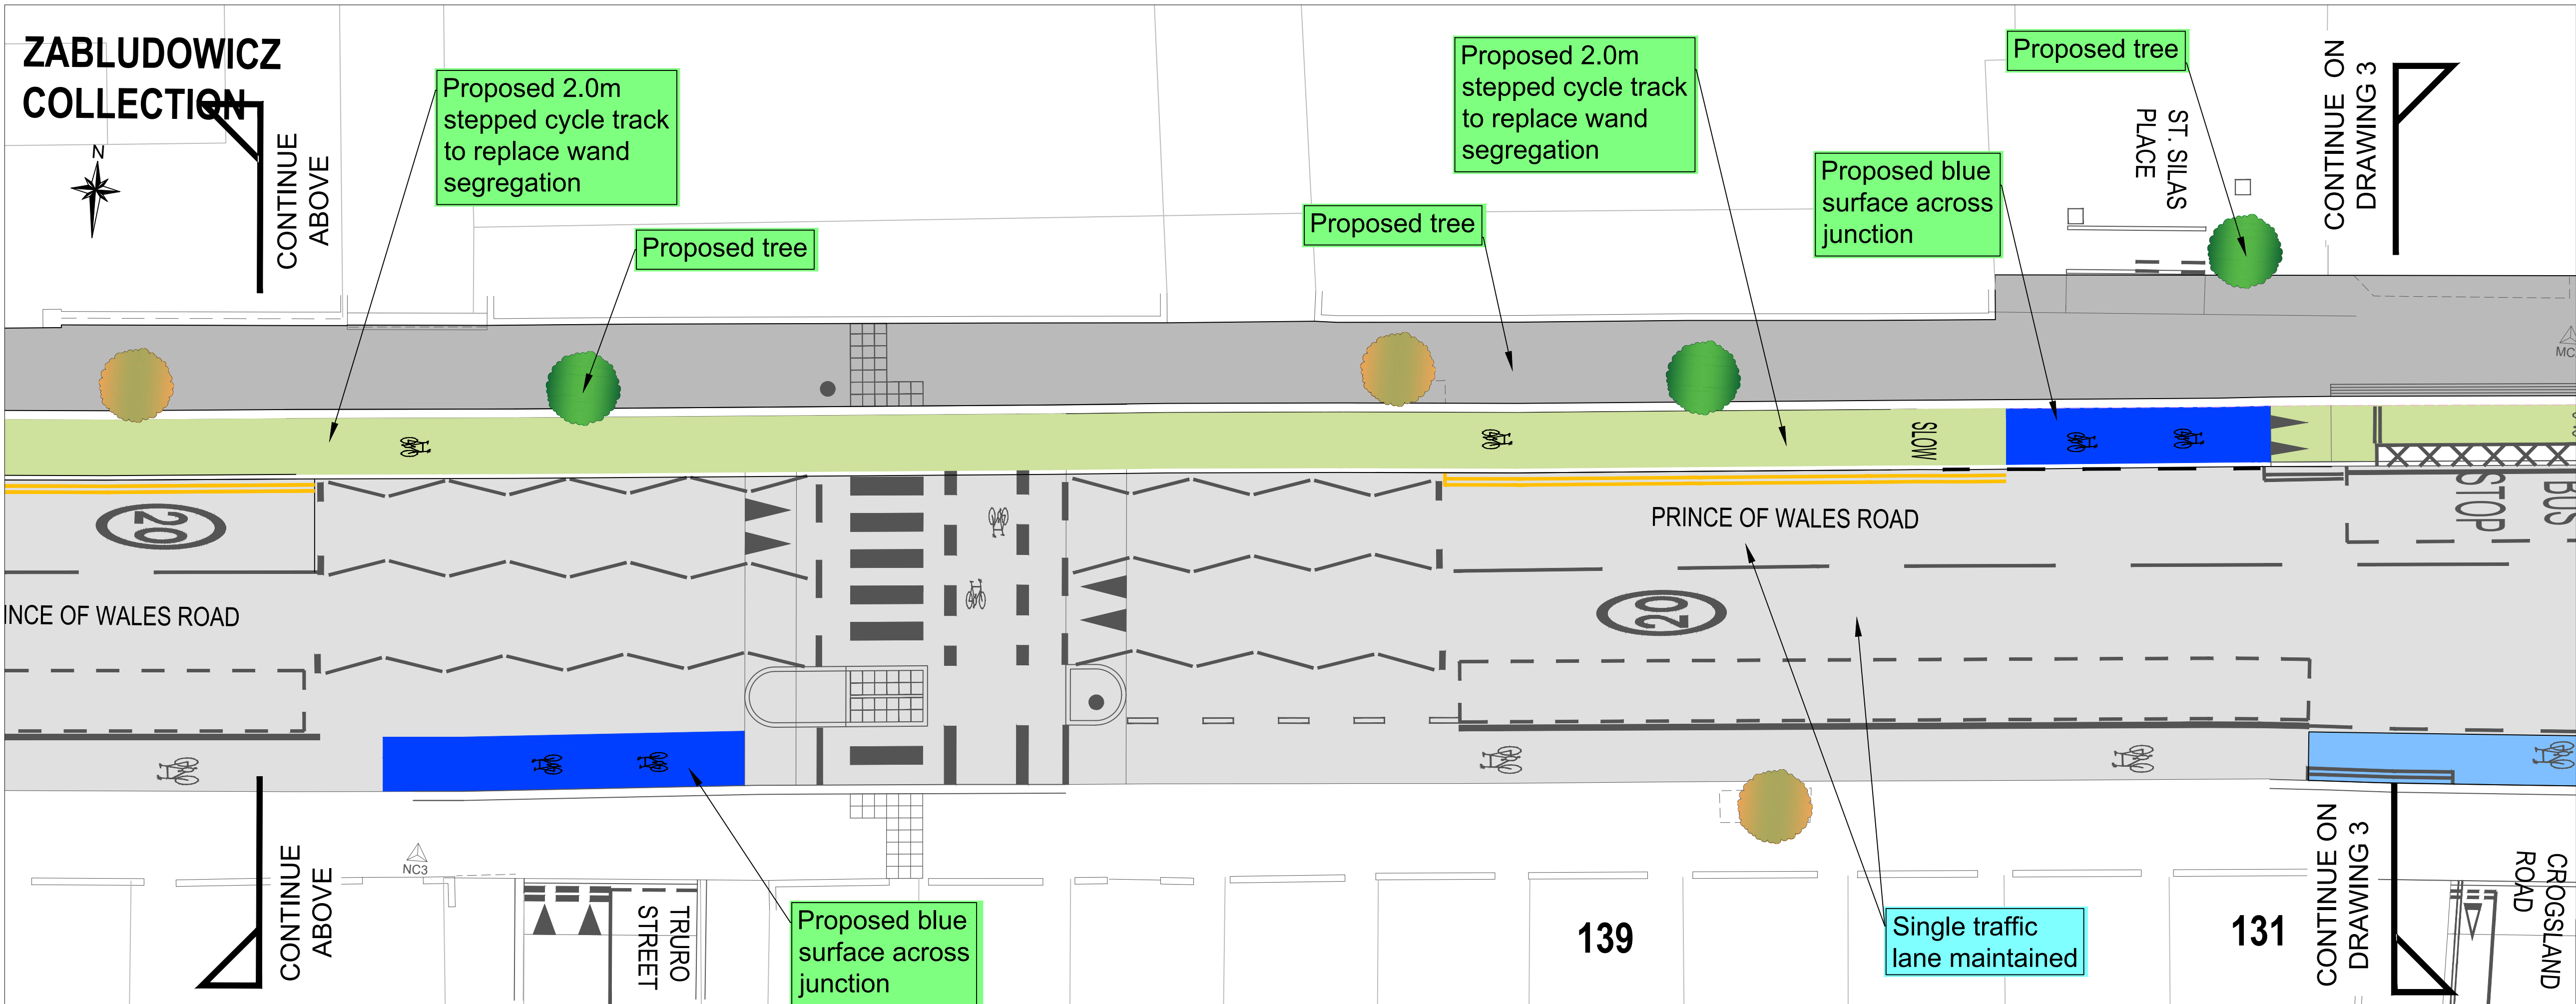 ZABLUDOWICZ
COLLECTION
N
CONTINUE
ABOVE
Proposed 2.0m
stepped cycle track
to replace wand
segregation
Proposed tree
Proposed tree
Proposed 2.0m
stepped cycle track
to replace wand
segregation
Proposed blue
surface across
junction
Proposed tree
ST. SILAS
PLACE
CONTINUE ON
DRAWING 3
MC
SLOW
20
PRINCE OF WALES ROAD
BUS
STOP
INCE OF WALES ROAD
20
NC3
CONTINUE
ABOVE
TRURO
STREET
Proposed blue
surface across
junction
139
Single traffic
lane maintained
131
CONTINUE ON
DRAWING 3
CROGSLAND
ROAD